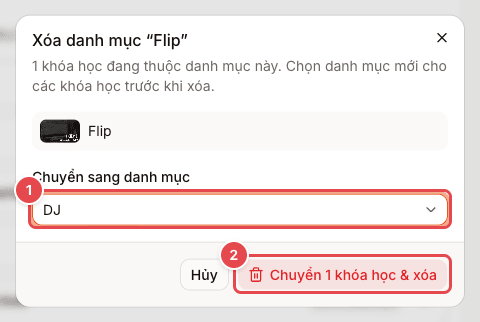 Xóa danh mục “Flip”
1 khóa học đang thuộc danh mục này. Chọn danh mục mới cho
các khóa học trước khi xóa.
Flip
Chuyển sang danh mục
1
DJ
2
Hủy
Chuyển 1 khóa học & xóa